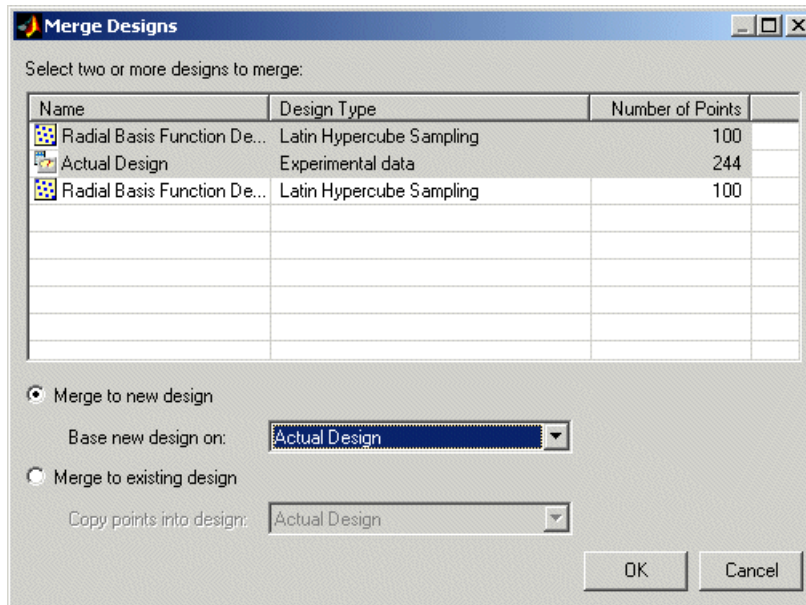 Merge Designs
Select two or more designs to merge:
Name Design Type Number of Points
Radial Basis Function De... Latin Hypercube Sampling 100
Actual Design Experimental data 244
Radial Basis Function De... Latin Hypercube Sampling 100
Merge to new design
Base new design on: Actual Design
Merge to existing design
Copy points into design: Actual Design
OK Cancel